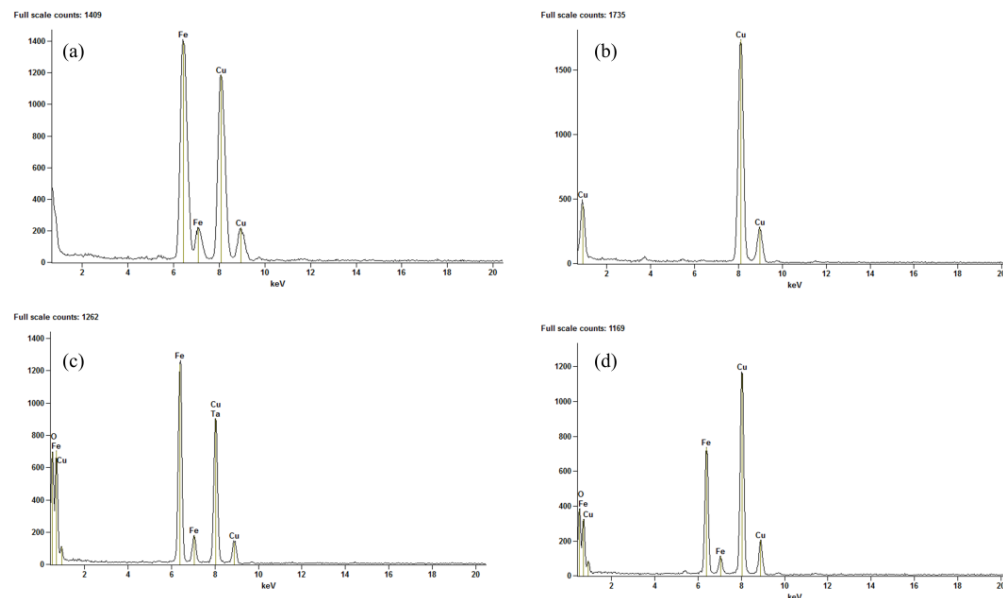 Full scale counts: 1409
(a)
Fe
Cu
Fe
Cu
1400
1200
1000
800
600
400
200
0
2 4 6 8 10 12 14 16 18 20
keV
Full scale counts: 1735
(b)
Cu
Cu
Cu
1500
1000
500
0
2 4 6 8 10 12 14 16 18 20
keV
Full scale counts: 1262
(c)
Fe
Cu
Ta
O
Fe
Cu
Fe
Cu
1400
1200
1000
800
600
400
200
0
2 4 6 8 10 12 14 16 18 20
keV
Full scale counts: 1169
(d)
Cu
Fe
O
Fe
Cu
Fe
Cu
1200
1000
800
600
400
200
0
2 4 6 8 10 12 14 16 18 20
keV